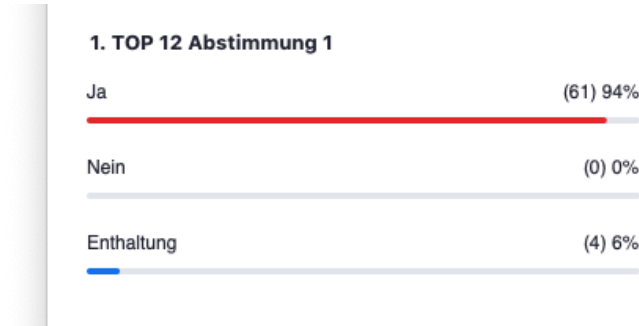 1. TOP 12 Abstimmung 1
Ja (61) 94%
Nein (0) 0%
Enthaltung (4) 6%